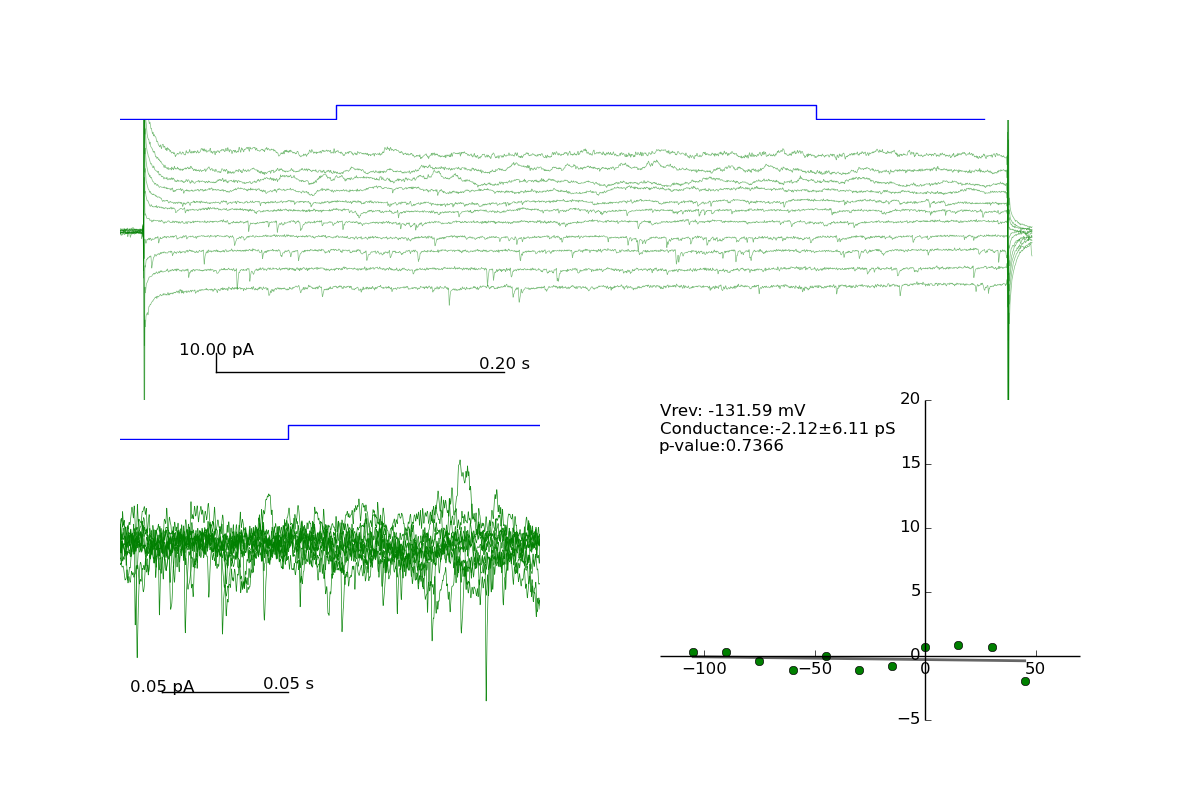 10.00 pA
0.20 s
Vrev: -131.59 mV
Conductance:-2.12±6.11 pS
p-value:0.7366
20
15
10
5
0
−5
−100
−50
0
50
0.05 pA
0.05 s